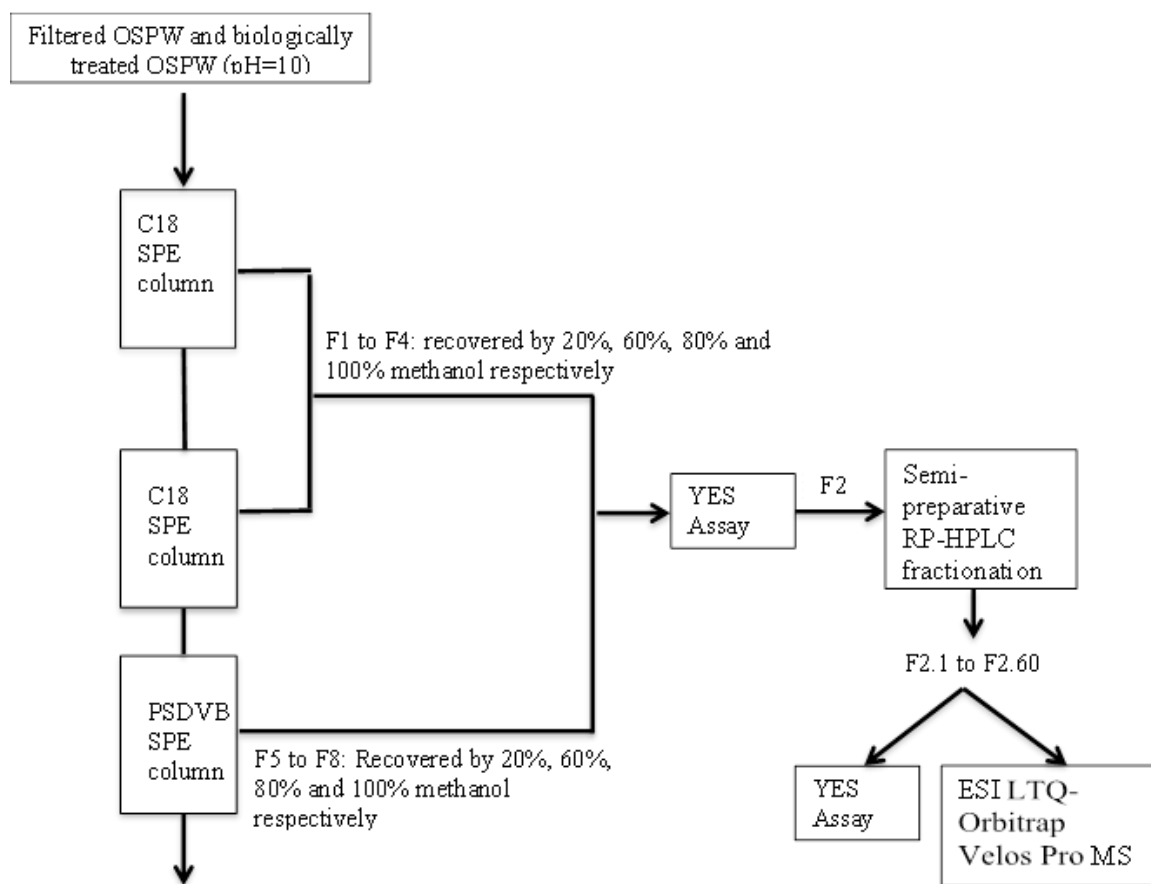 Filtered OSPW and biologically
treated OSPW (pH=10)
C18
SPE
column
F1 to F4: recovered by 20%, 60%, 80% and
100% methanol respectively
C18
SPE
column
YES
Assay
F2
Semi-
preparative
RP-HPLC
fractionation
F2.1 to F2.60
PSDVB
SPE
column
F5 to F8: Recovered by 20%, 60%,
80% and 100% methanol
respectively
YES
Assay
ESI LTQ-
Orbitrap
Velos Pro MS